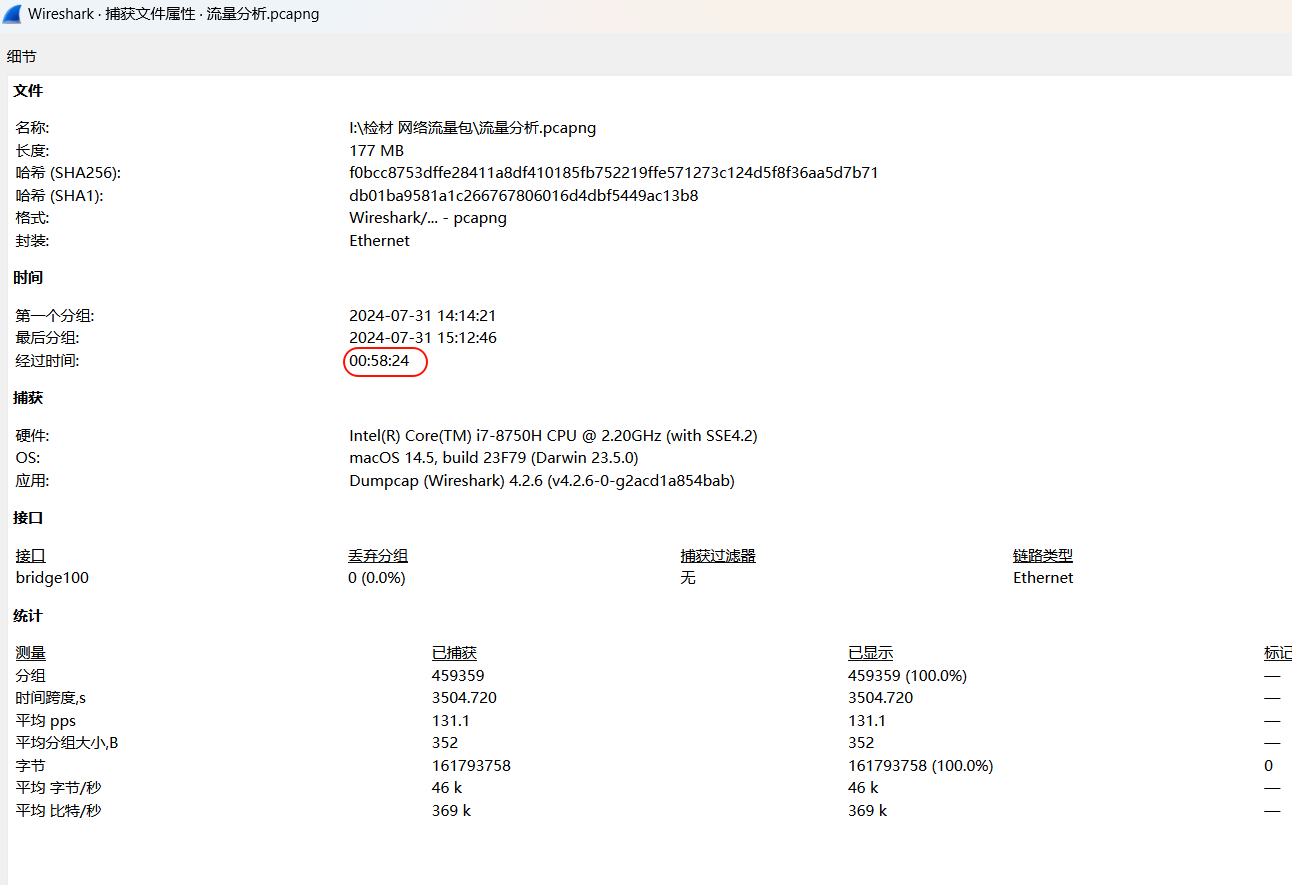 Wireshark · 捕获文件属性 · 流量分析.pcapng
细节
文件
名称: I:\检材 网络流量包\流量分析.pcapng
长度: 177 MB
哈希 (SHA256): f0bcc8753dffe28411a8df410185fb752219ffe571273c124d5f8f36aa5d7b71
哈希 (SHA1): db01ba9581a1c266767806016d4dbf5449ac13b8
格式: Wireshark/... - pcapng
封装: Ethernet
时间
第一个分组: 2024-07-31 14:14:21
最后分组: 2024-07-31 15:12:46
经过时间: 00:58:24
捕获
硬件: Intel(R) Core(TM) i7-8750H CPU @ 2.20GHz (with SSE4.2)
OS: macOS 14.5, build 23F79 (Darwin 23.5.0)
应用: Dumpcap (Wireshark) 4.2.6 (v4.2.6-0-g2acd1a854bab)
接口
接口 丢弃分组 捕获过滤器 链路类型
bridge100 0 (0.0%) 无 Ethernet
统计
测量 已捕获 已显示 标记
分组 459359 459359 (100.0%) —
时间跨度,s 3504.720 3504.720 —
平均 pps 131.1 131.1 —
平均分组大小,B 352 352 —
字节 161793758 161793758 (100.0%) 0
平均 字节/秒 46 k 46 k —
平均 比特/秒 369 k 369 k —